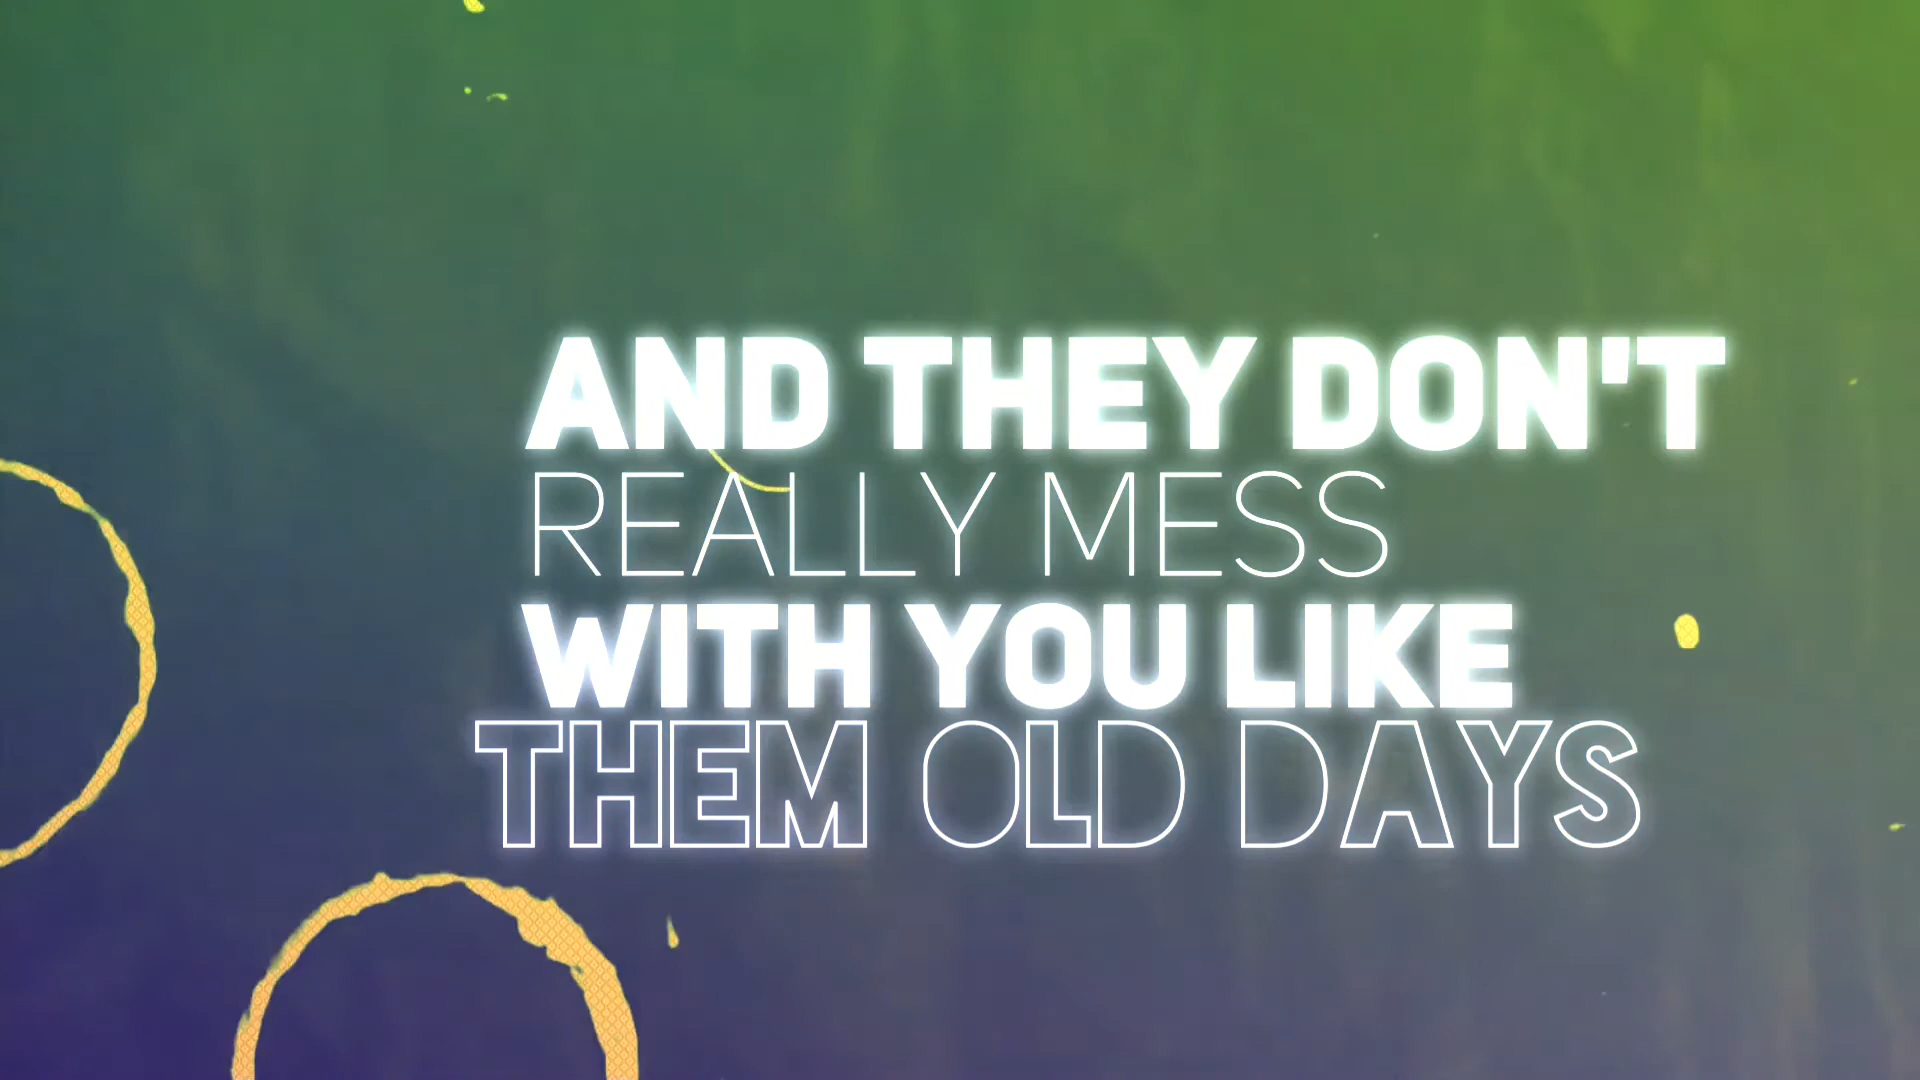 AND THEY DON'T
REALLY MESS
WITH YOU LIKE
THEM OLD DAYS